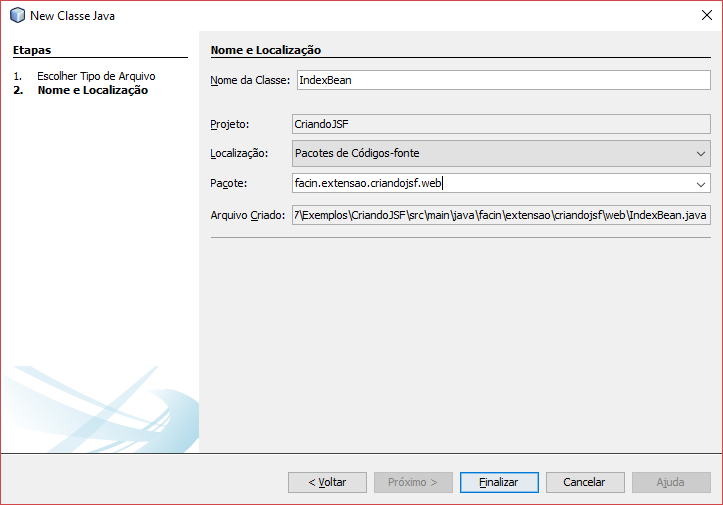 New Classe Java
Etapas
1. Escolher Tipo de Arquivo
2. Nome e Localização
Nome e Localização
Nome da Classe: IndexBean
Projeto: CriandoJSF
Localização: Pacotes de Códigos-fonte
Pacote: facin.extensao.criandojsf.web
Arquivo Criado: 7\Exemplos\CriandoJSF\src\main\java\facin\extensao\criandojsf\web\IndexBean.java
< Voltar Próximo > Finalizar Cancelar Ajuda